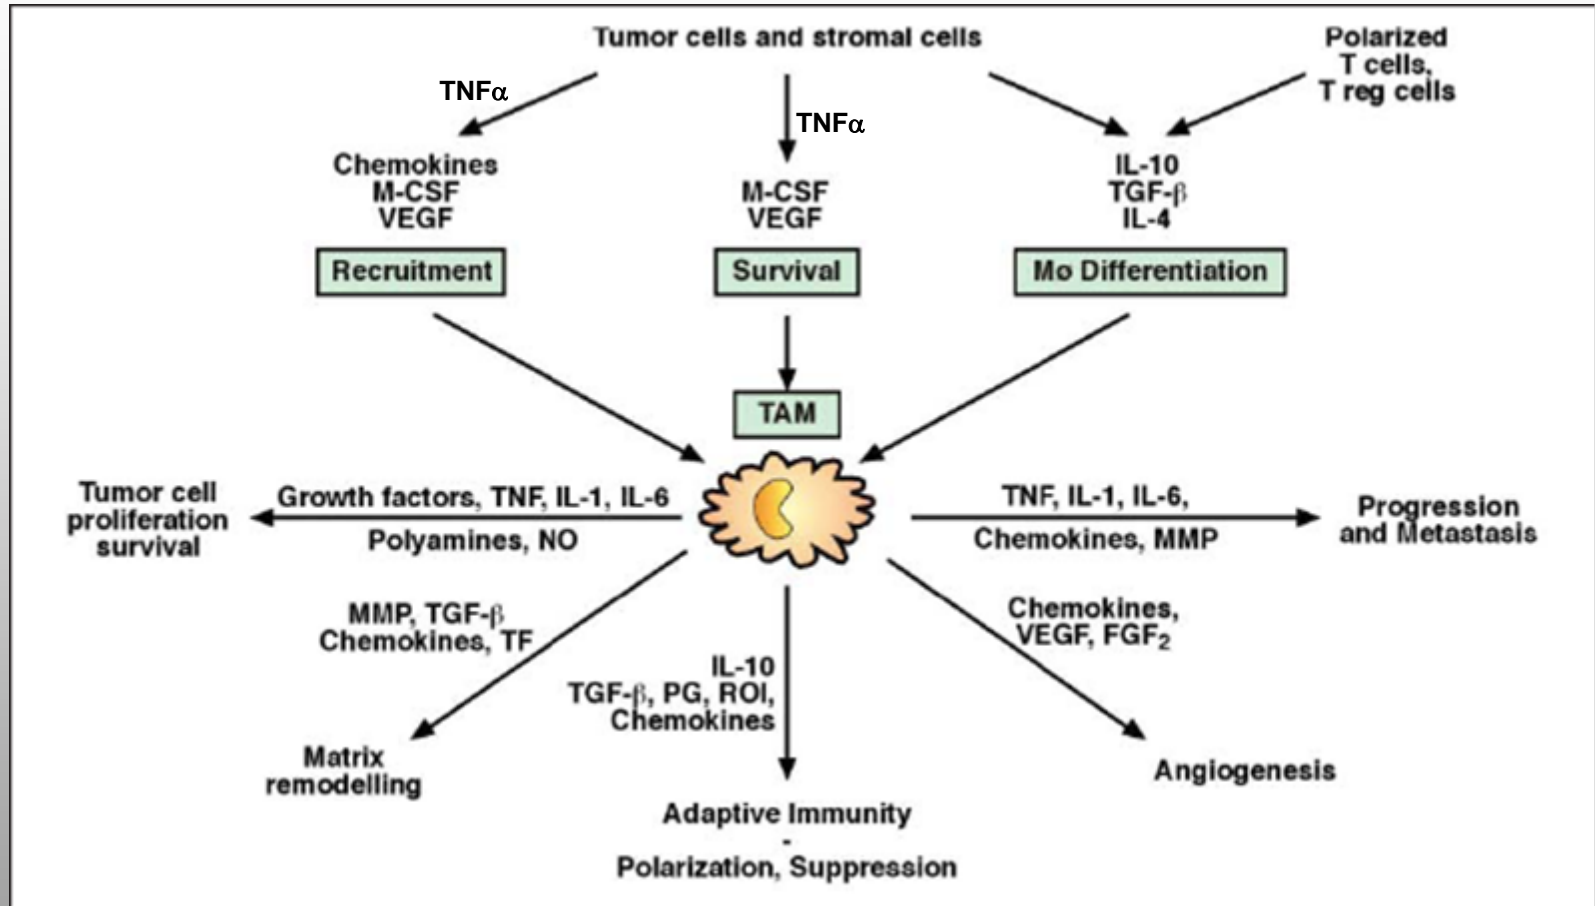 Tumor cells and stromal cells
Polarized
T cells,
T reg cells
TNFα
TNFα
Chemokines
M-CSF
VEGF
M-CSF
VEGF
IL-10
TGF-β
IL-4
Recruitment
Survival
Mø Differentiation
TAM
Tumor cell
proliferation
survival
Growth factors, TNF, IL-1, IL-6
Polyamines, NO
TNF, IL-1, IL-6,
Chemokines, MMP
Progression
and Metastasis
MMP, TGF-β
Chemokines, TF
IL-10
TGF-β, PG, ROI,
Chemokines
Chemokines,
VEGF, FGF₂
Matrix
remodelling
Adaptive Immunity
-
Polarization, Suppression
Angiogenesis